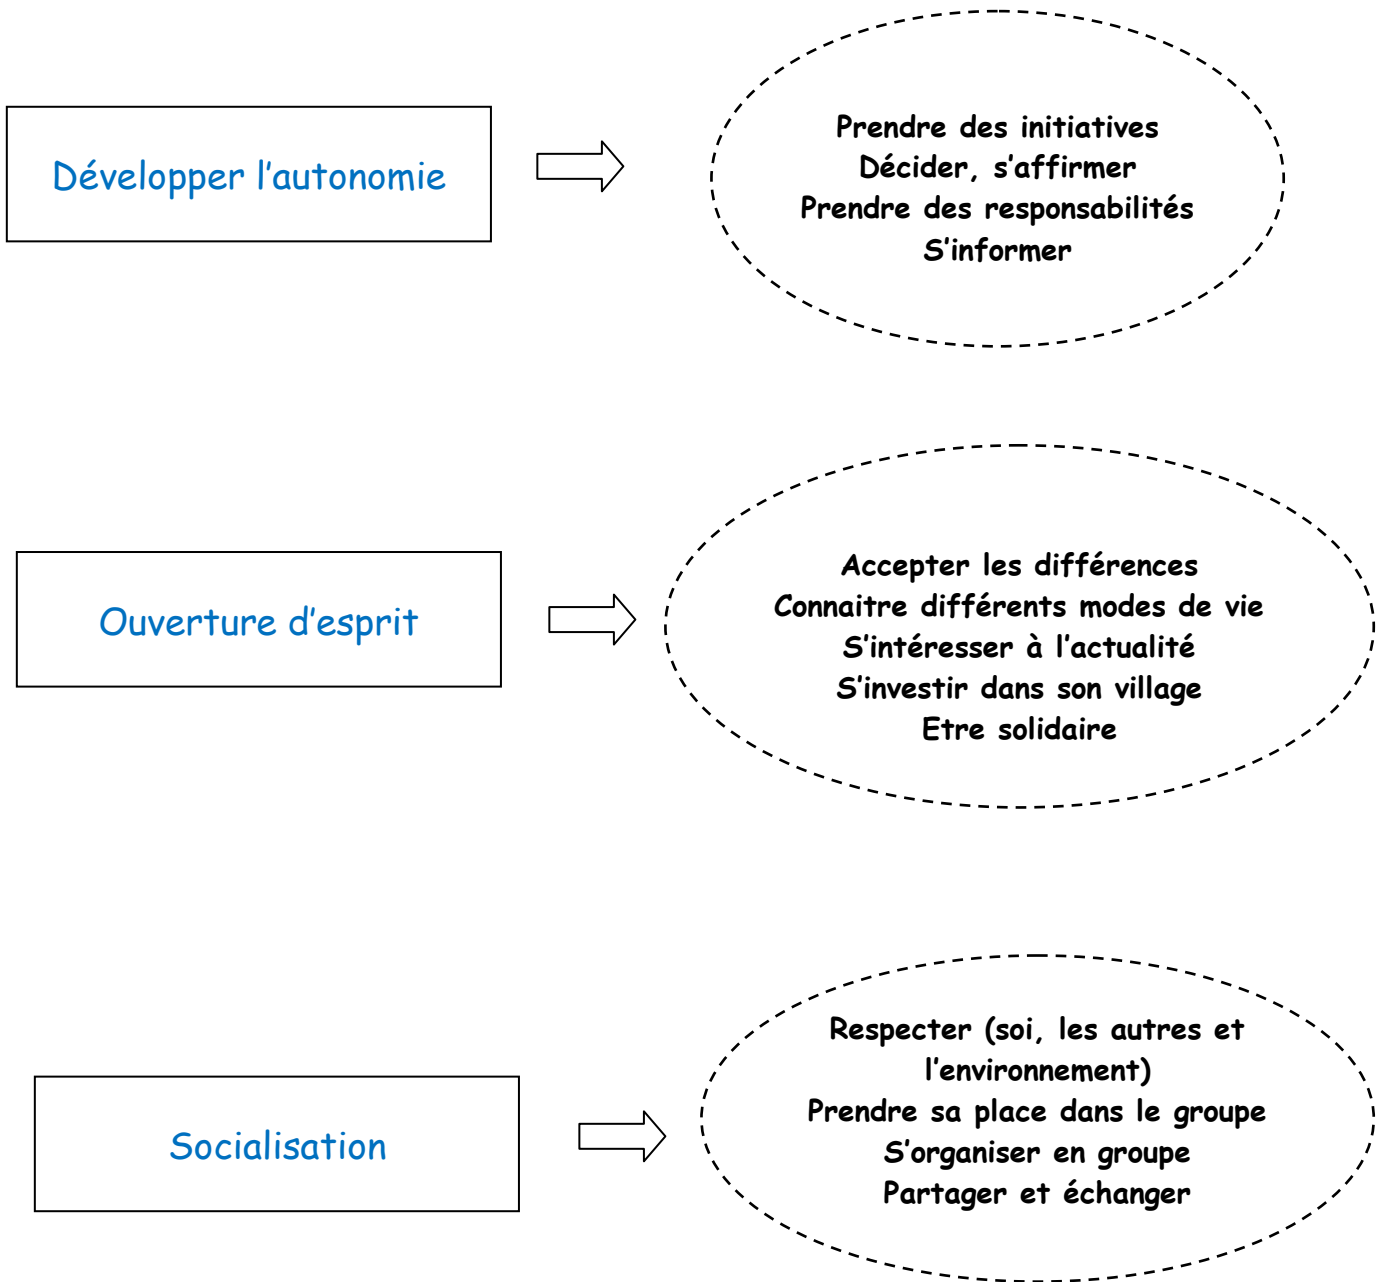 Développer l'autonomie
Prendre des initiatives
Décider, s'affirmer
Prendre des responsabilités
S'informer
Ouverture d'esprit
Accepter les différences
Connaitre différents modes de vie
S'intéresser à l'actualité
S'investir dans son village
Etre solidaire
Socialisation
Respecter (soi, les autres et
l'environnement)
Prendre sa place dans le groupe
S'organiser en groupe
Partager et échanger